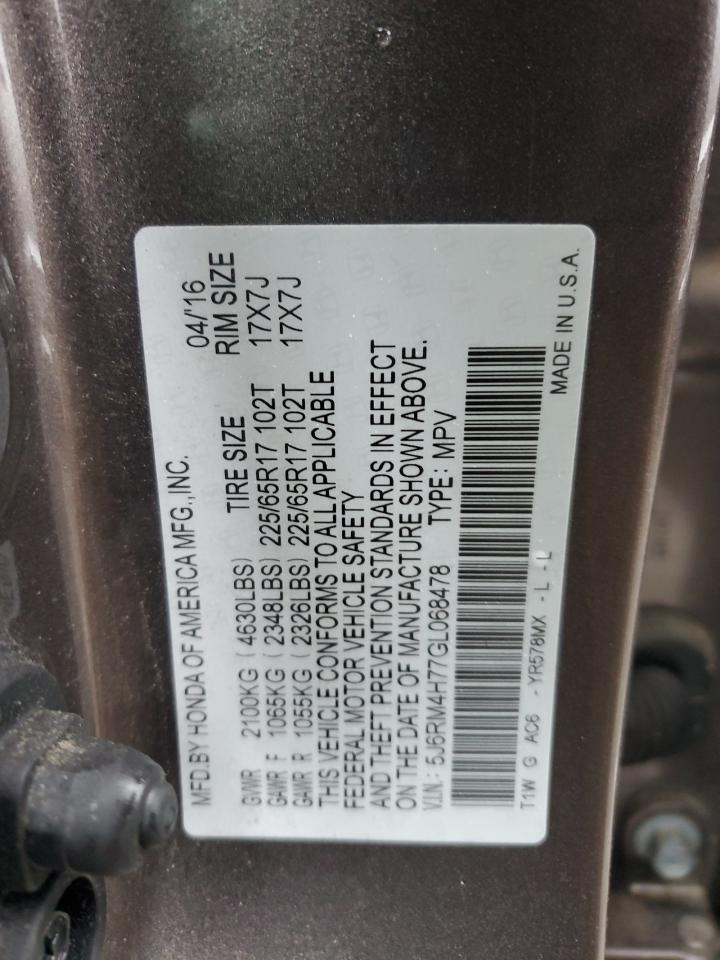 MFD.BY HONDA OF AMERICA MFG.,INC. 04/'16
TIRE SIZE RIM SIZE
GVWR 2100KG (4630LBS)
GAWR F 1065KG (2348LBS) 225/65R17 102T 17X7J
GAWR R 1055KG (2326LBS) 225/65R17 102T 17X7J
THIS VEHICLE CONFORMS TO ALL APPLICABLE
FEDERAL MOTOR VEHICLE SAFETY
AND THEFT PREVENTION STANDARDS IN EFFECT
ON THE DATE OF MANUFACTURE SHOWN ABOVE.
V.I.N.: 5J6RM4H77GL068478 TYPE: MPV
T1W G AC6 - YR578MX - L - L
MADE IN U.S.A.